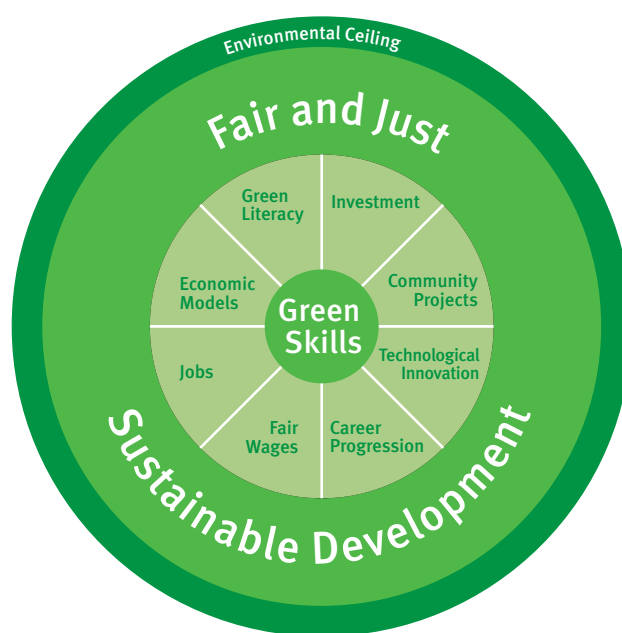 Environmental Ceiling
Fair and Just
Green
Literacy
Investment
Economic
Models
Community
Projects
Green
Skills
Jobs
Technological
Innovation
Fair
Wages
Career
Progression
Sustainable Development